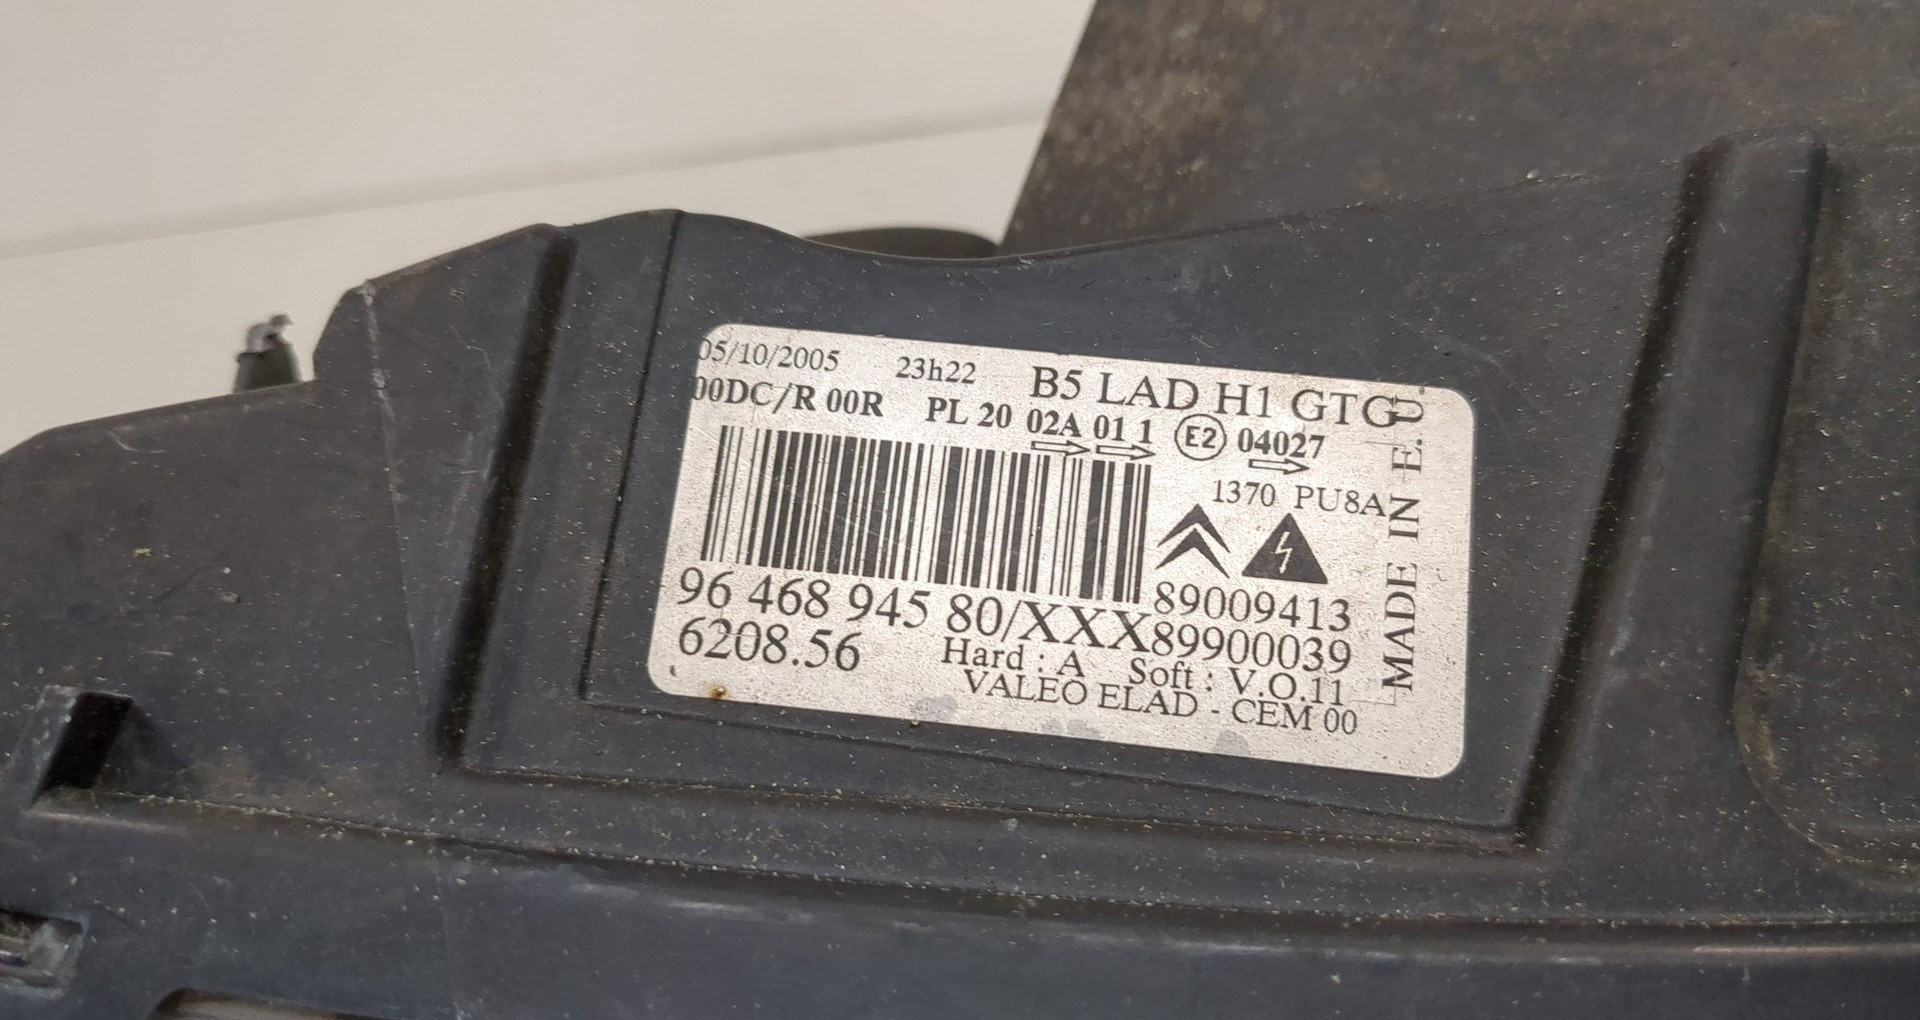 05/10/2005 23h22 B5 LAD H1 GTG
00DC/R 00R PL 20 02A 01 1 E2 04027
1370 PU8A
89009413
96 468 945 80/XXX 89900039
6208.56 Hard : A Soft : V.O.11
VALEO ELAD - CEM 00
MADE IN E.U.